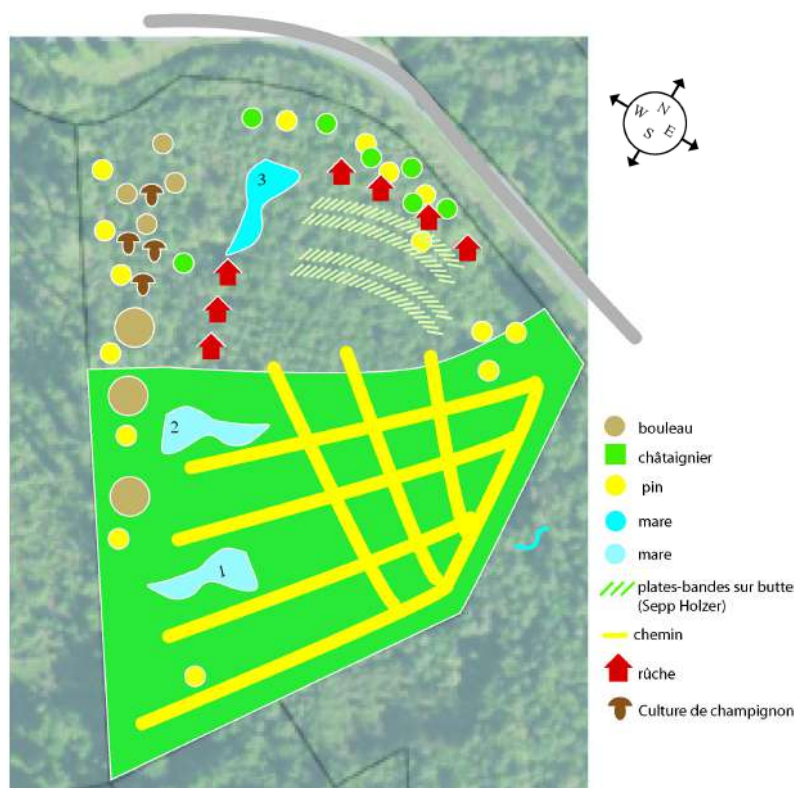 N
W
E
S
3
2
1
bouleau
châtaignier
pin
mare
mare
plates-bandes sur butte
(Sepp Holzer)
chemin
rûche
Culture de champignon